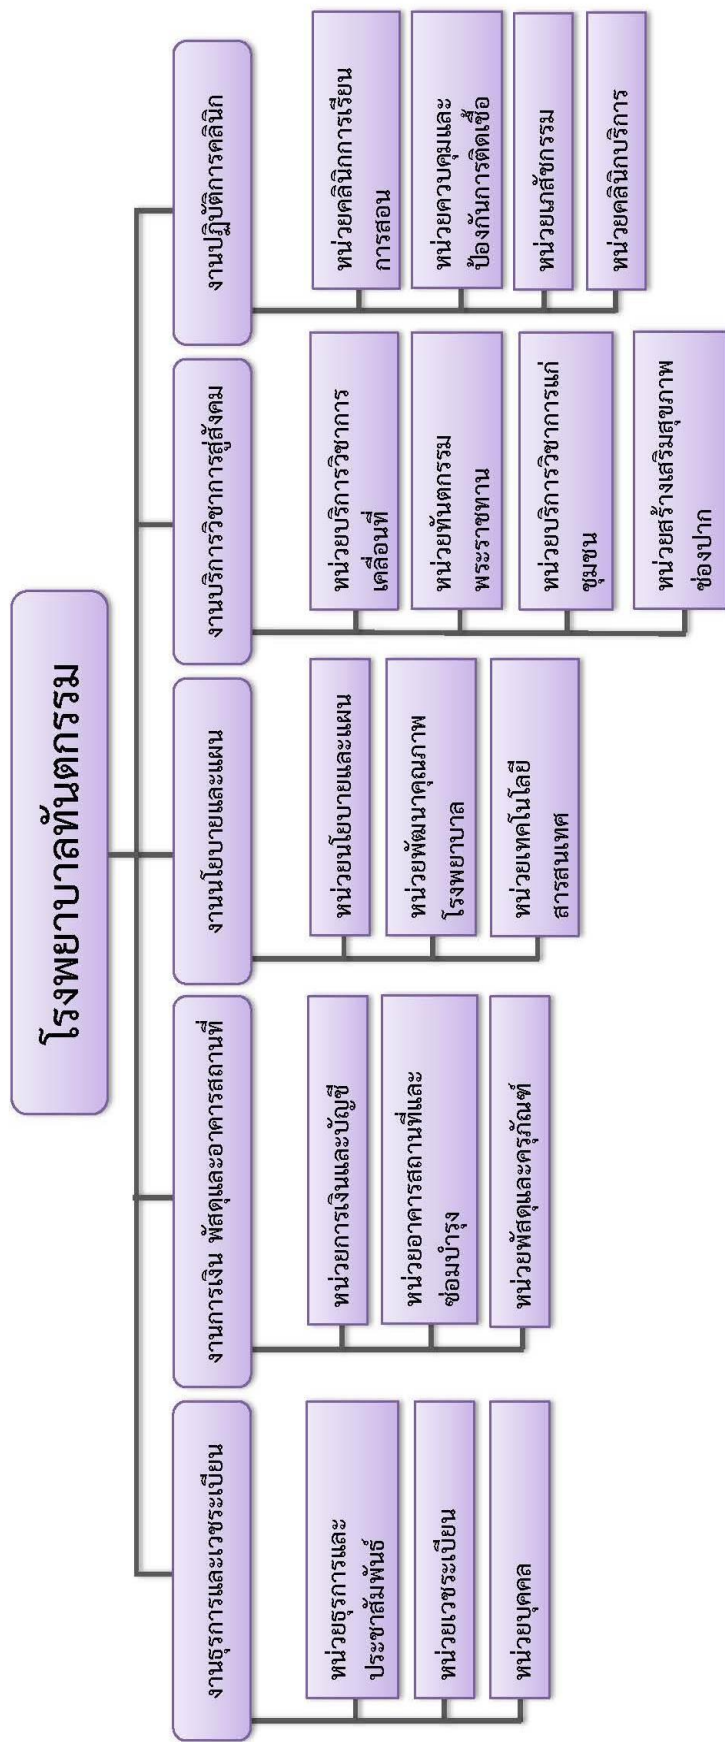 โรงพยาบาลทันตกรรม
งานธุรการและเวชระเบียน
หน่วยธุรการและ
ประชาสัมพันธ์
หน่วยเวชระเบียน
หน่วยบุคคล
งานการเงิน พัสดุและอาคารสถานที่
หน่วยการเงินและบัญชี
หน่วยอาคารสถานที่และ
ซ่อมบำรุง
หน่วยพัสดุและครุภัณฑ์
งานนโยบายและแผน
หน่วยนโยบายและแผน
หน่วยพัฒนาคุณภาพ
โรงพยาบาล
หน่วยเทคโนโลยี
สารสนเทศ
งานบริการวิชาการสู่สังคม
หน่วยบริการวิชาการ
เคลื่อนที่
หน่วยทันตกรรม
พระราชทาน
หน่วยบริการวิชาการแก่
ชุมชน
หน่วยสร้างเสริมสุขภาพ
ช่องปาก
งานปฏิบัติการคลินิก
หน่วยคลินิกการเรียน
การสอน
หน่วยควบคุมและ
ป้องกันการติดเชื้อ
หน่วยเภสัชกรรม
หน่วยคลินิกบริการ